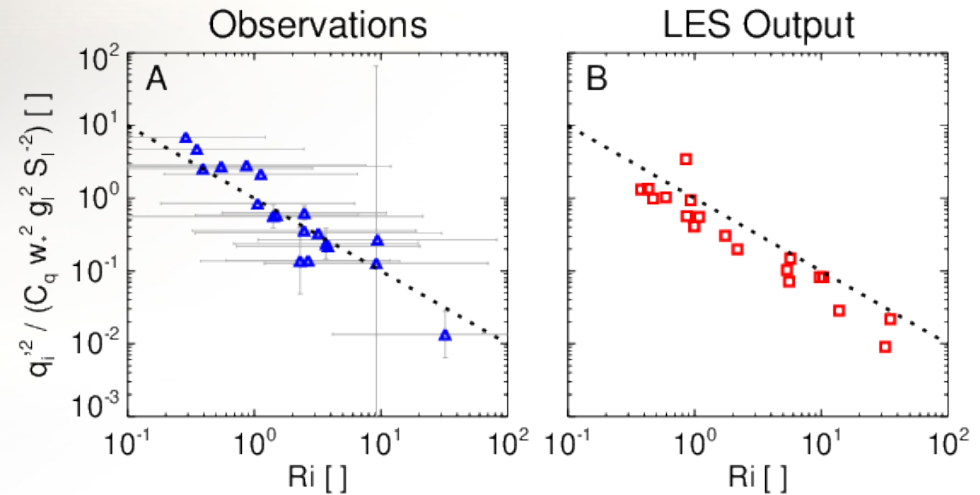 Observations
LES Output
q_i'^2 / (C_q w_*^2 g_l^2 S_l^-2) [ ]
10^2
10^1
10^0
10^-1
10^-2
10^-3
A
B
10^-1 10^0 10^1 10^2
10^-1 10^0 10^1 10^2
Ri [ ]
Ri [ ]